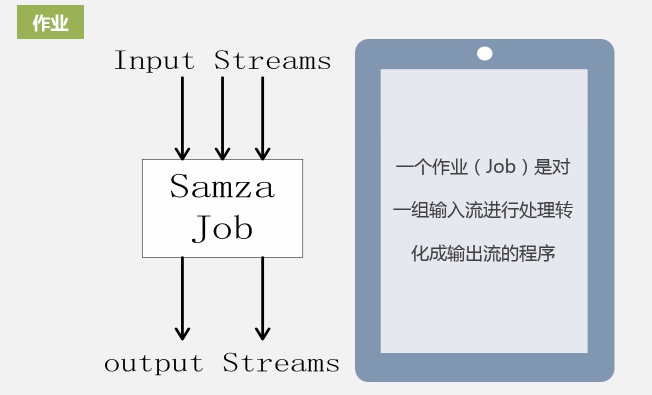 作业
Input Streams
Samza
Job
output Streams
一个作业（Job）是对
一组输入流进行处理转
化成输出流的程序